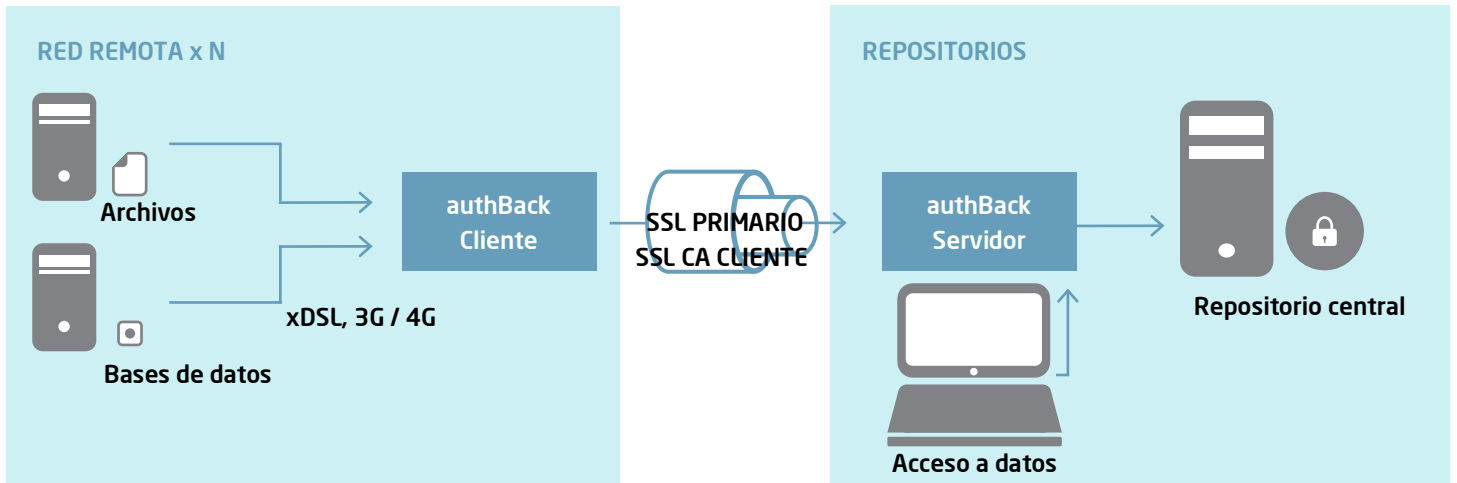 RED REMOTA x N
Archivos
Bases de datos
xDSL, 3G / 4G
authBack
Cliente
SSL PRIMARIO
SSL CA CLIENTE
REPOSITORIOS
authBack
Servidor
Acceso a datos
Repositorio central